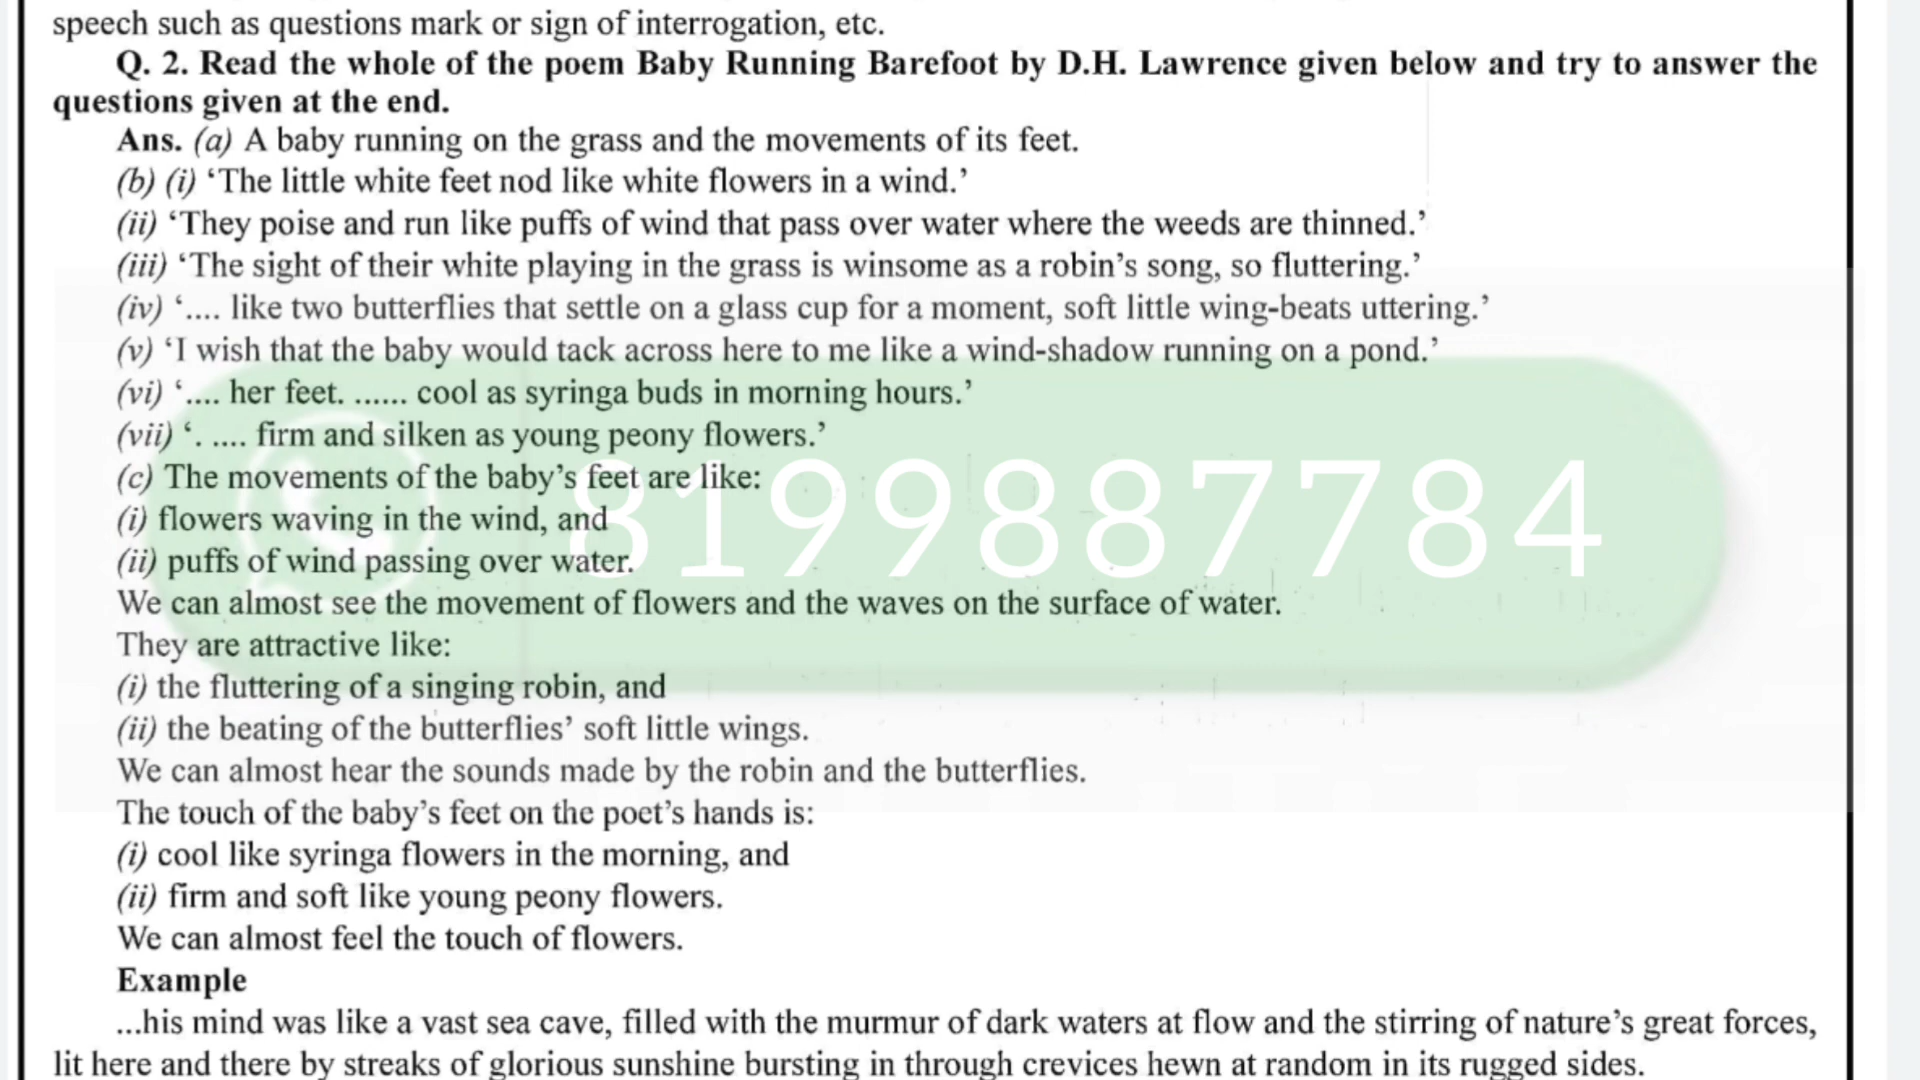 speech such as questions mark or sign of interrogation, etc.
Q. 2. Read the whole of the poem Baby Running Barefoot by D.H. Lawrence given below and try to answer the
questions given at the end.
Ans. (a) A baby running on the grass and the movements of its feet.
(b) (i) ‘The little white feet nod like white flowers in a wind.’
(ii) ‘They poise and run like puffs of wind that pass over water where the weeds are thinned.’
(iii) ‘The sight of their white playing in the grass is winsome as a robin’s song, so fluttering.’
(iv) ‘.... like two butterflies that settle on a glass cup for a moment, soft little wing-beats uttering.’
(v) ‘I wish that the baby would tack across here to me like a wind-shadow running on a pond.’
(vi) ‘.... her feet. ...... cool as syringa buds in morning hours.’
(vii) ‘. .... firm and silken as young peony flowers.’
(c) The movements of the baby’s feet are like:
(i) flowers waving in the wind, and
8199887784
(ii) puffs of wind passing over water.
We can almost see the movement of flowers and the waves on the surface of water.
They are attractive like:
(i) the fluttering of a singing robin, and
(ii) the beating of the butterflies’ soft little wings.
We can almost hear the sounds made by the robin and the butterflies.
The touch of the baby’s feet on the poet’s hands is:
(i) cool like syringa flowers in the morning, and
(ii) firm and soft like young peony flowers.
We can almost feel the touch of flowers.
Example
...his mind was like a vast sea cave, filled with the murmur of dark waters at flow and the stirring of nature’s great forces,
lit here and there by streaks of glorious sunshine bursting in through crevices hewn at random in its rugged sides.